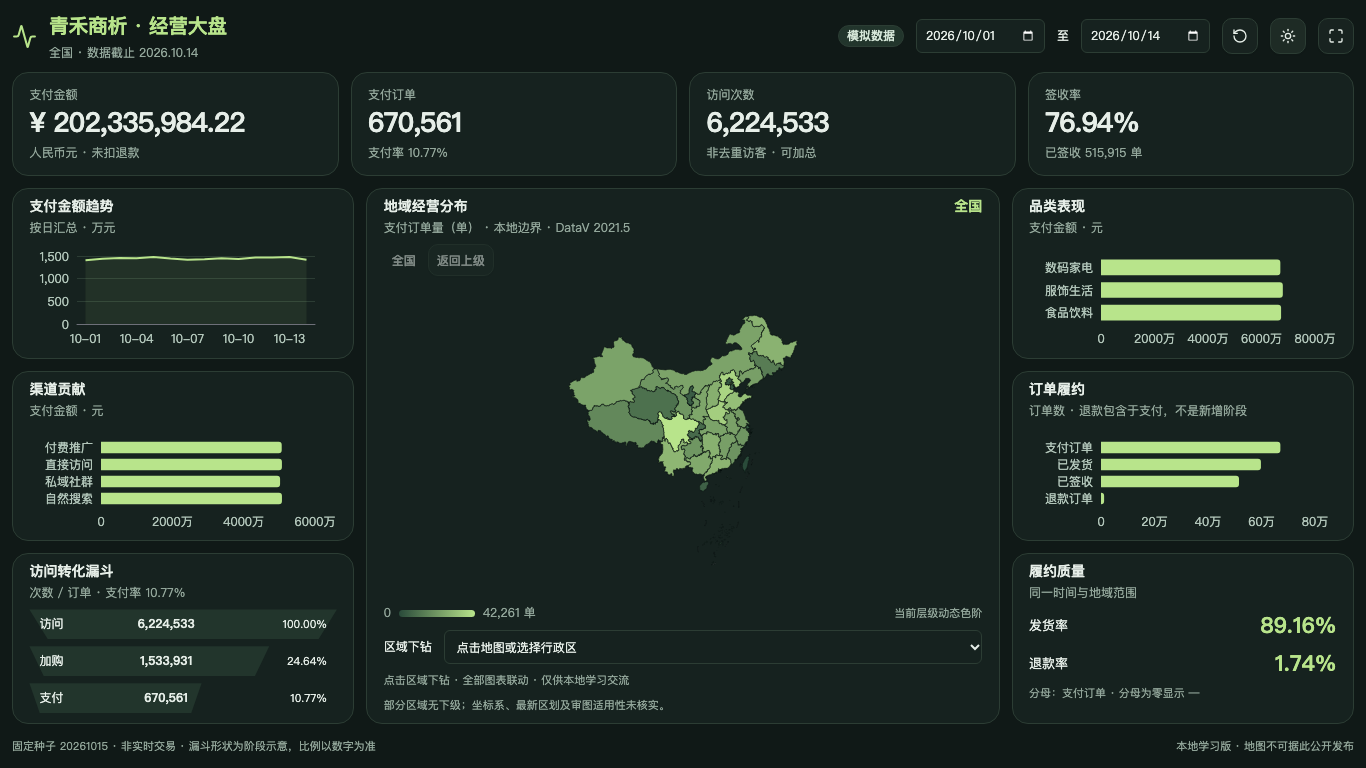 青禾商析 · 经营大盘
全国 · 数据截止 2026.10.14
模拟数据
2026/10/01
至
2026/10/14
支付金额
¥ 202,335,984.22
人民币元 · 未扣退款
支付订单
670,561
支付率 10.77%
访问次数
6,224,533
非去重访客 · 可加总
签收率
76.94%
已签收 515,915 单
支付金额趋势
按日汇总 · 万元
1,500
1,000
500
0
10-01 10-04 10-07 10-10 10-13
渠道贡献
支付金额 · 元
付费推广
直接访问
私域社群
自然搜索
0 2000万 4000万 6000万
访问转化漏斗
次数 / 订单 · 支付率 10.77%
访问 6,224,533 100.00%
加购 1,533,931 24.64%
支付 670,561 10.77%
地域经营分布
全国
支付订单量（单） · 本地边界 · DataV 2021.5
全国 返回上级
0 42,261 单
当前层级动态色阶
区域下钻 点击地图或选择行政区
点击区域下钻 · 全部图表联动 · 仅供本地学习交流
部分区域无下级；坐标系、最新区划及审图适用性未核实。
品类表现
支付金额 · 元
数码家电
服饰生活
食品饮料
0 2000万 4000万 6000万 8000万
订单履约
订单数 · 退款包含于支付，不是新增阶段
支付订单
已发货
已签收
退款订单
0 20万 40万 60万 80万
履约质量
同一时间与地域范围
发货率 89.16%
退款率 1.74%
分母：支付订单 · 分母为零显示 —
固定种子 20261015 · 非实时交易 · 漏斗形状为阶段示意，比例以数字为准
本地学习版 · 地图不可据此公开发布